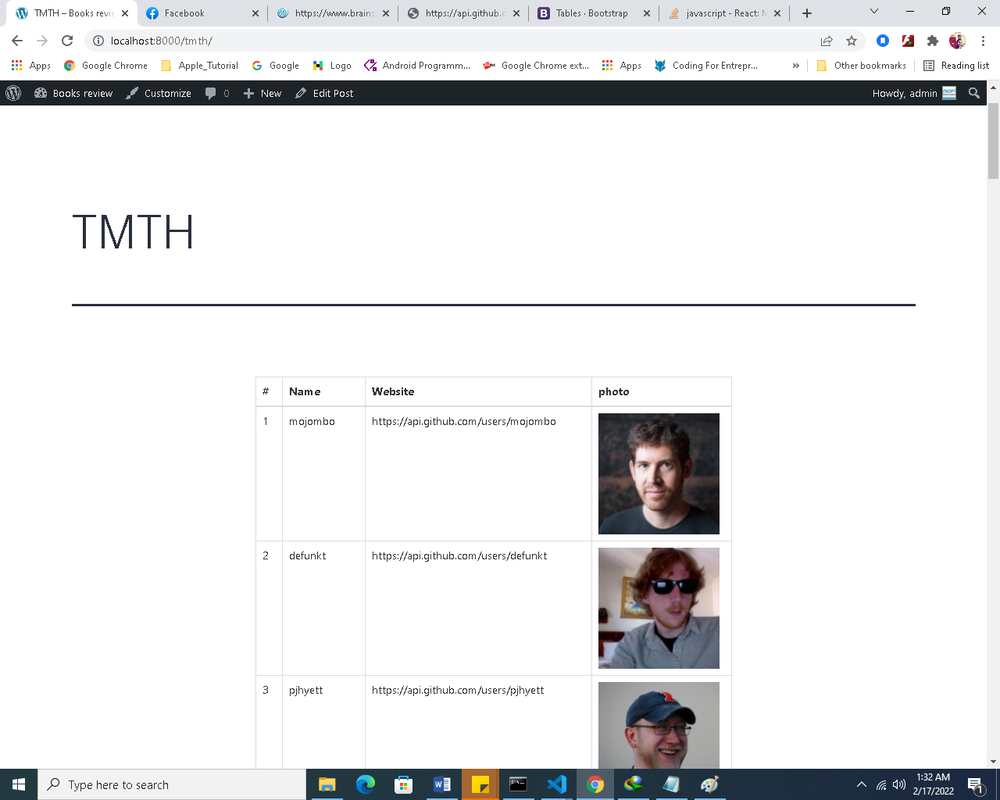 TMTH – Books revie
Facebook
https://www.brains
https://api.github.c
Tables · Bootstrap
javascript - React: M
localhost:8000/tmth/
Apps
Google Chrome
Apple_Tutorial
Google
Logo
Android Programm...
Google Chrome ext...
Apps
Coding For Entrepr...
»
Other bookmarks
Reading list
Books review
Customize
0
New
Edit Post
Howdy, admin
TMTH
# Name Website photo
1 mojombo https://api.github.com/users/mojombo
2 defunkt https://api.github.com/users/defunkt
3 pjhyett https://api.github.com/users/pjhyett
Type here to search
1:32 AM
2/17/2022
1